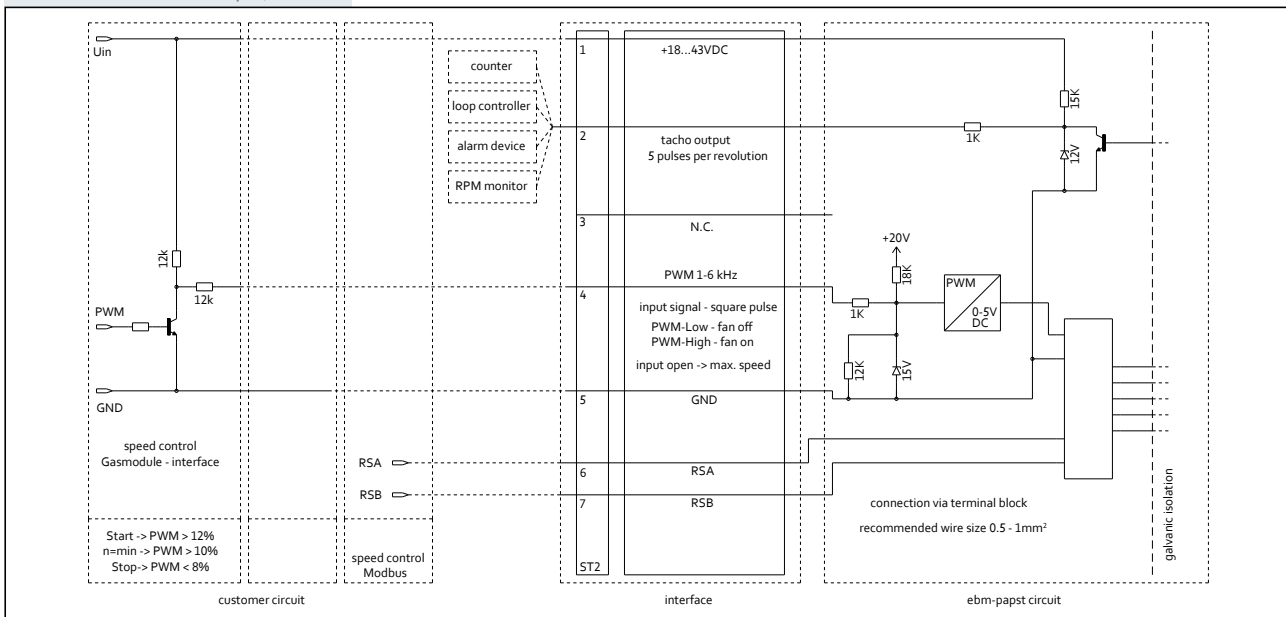 Uin
12k
12k
PWM
GND
speed control
Gasmodule - interface
Start -> PWM > 12%
n=min -> PWM > 10%
Stop-> PWM < 8%
RSA
RSB
speed control
Modbus
customer circuit
counter
loop controller
alarm device
RPM monitor
1
+18...43VDC
2
tacho output
5 pulses per revolution
3
N.C.
PWM 1-6 kHz
4
input signal - square pulse
PWM-Low - fan off
PWM-High - fan on
input open -> max. speed
5
GND
6
RSA
7
RSB
ST2
interface
15K
1K
12V
+20V
18K
PWM
0-5V
DC
1K
12K
15V
connection via terminal block
recommended wire size 0.5 - 1mm²
galvanic isolation
ebm-papst circuit